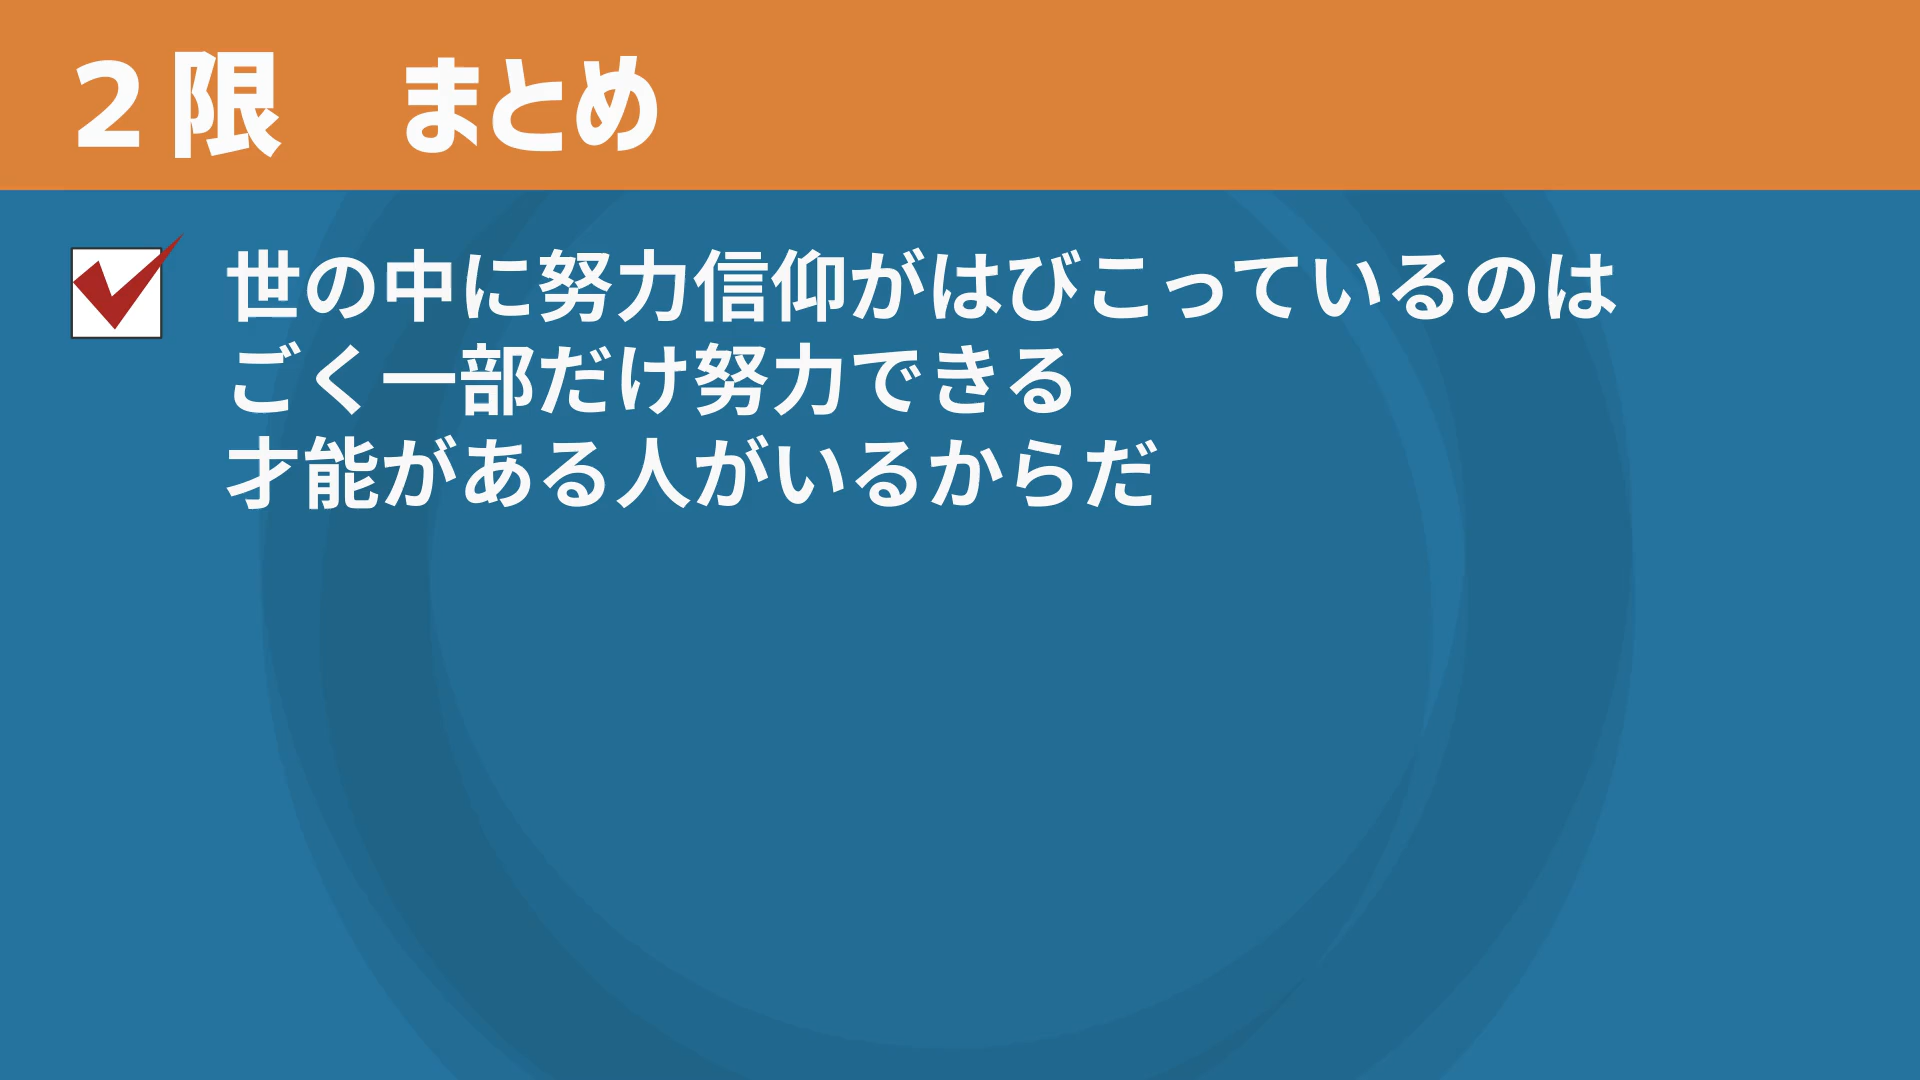 ２限　まとめ
世の中に努力信仰がはびこっているのは
ごく一部だけ努力できる
才能がある人がいるからだ